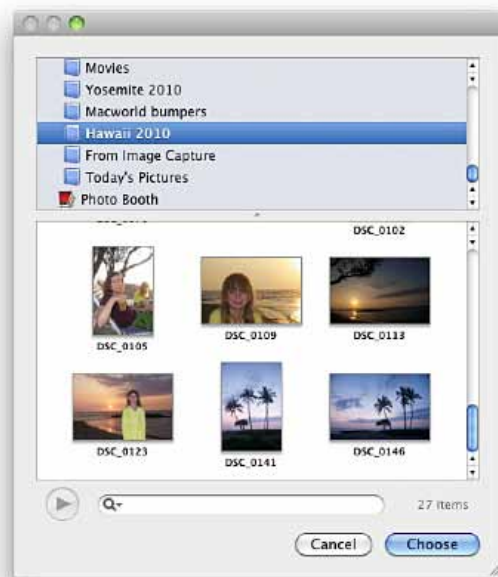 Movies
Yosemite 2010
Macworld bumpers
Hawaii 2010
From Image Capture
Today's Pictures
Photo Booth
DSC_0102
DSC_0105
DSC_0109
DSC_0113
DSC_0123
DSC_0141
DSC_0146
27 items
Cancel
Choose